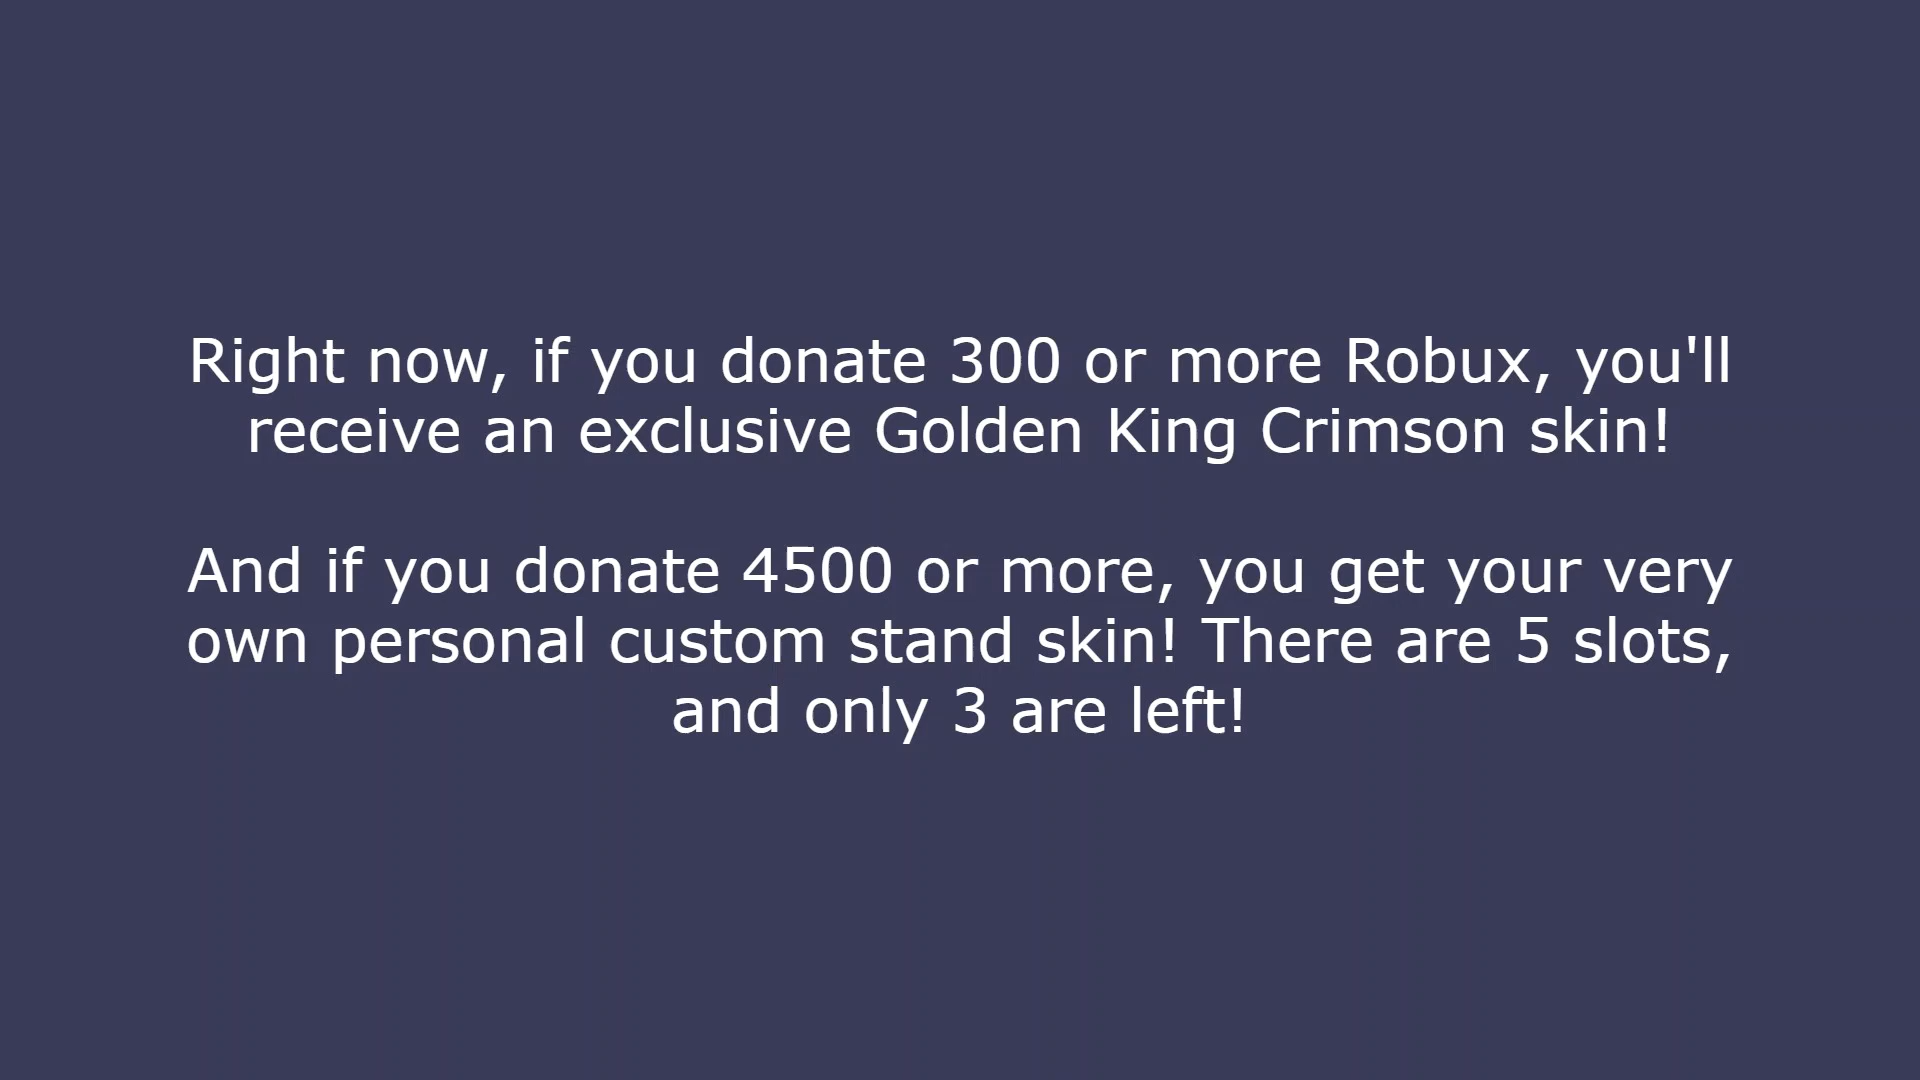 Right now, if you donate 300 or more Robux, you'll
receive an exclusive Golden King Crimson skin!
And if you donate 4500 or more, you get your very
own personal custom stand skin! There are 5 slots,
and only 3 are left!